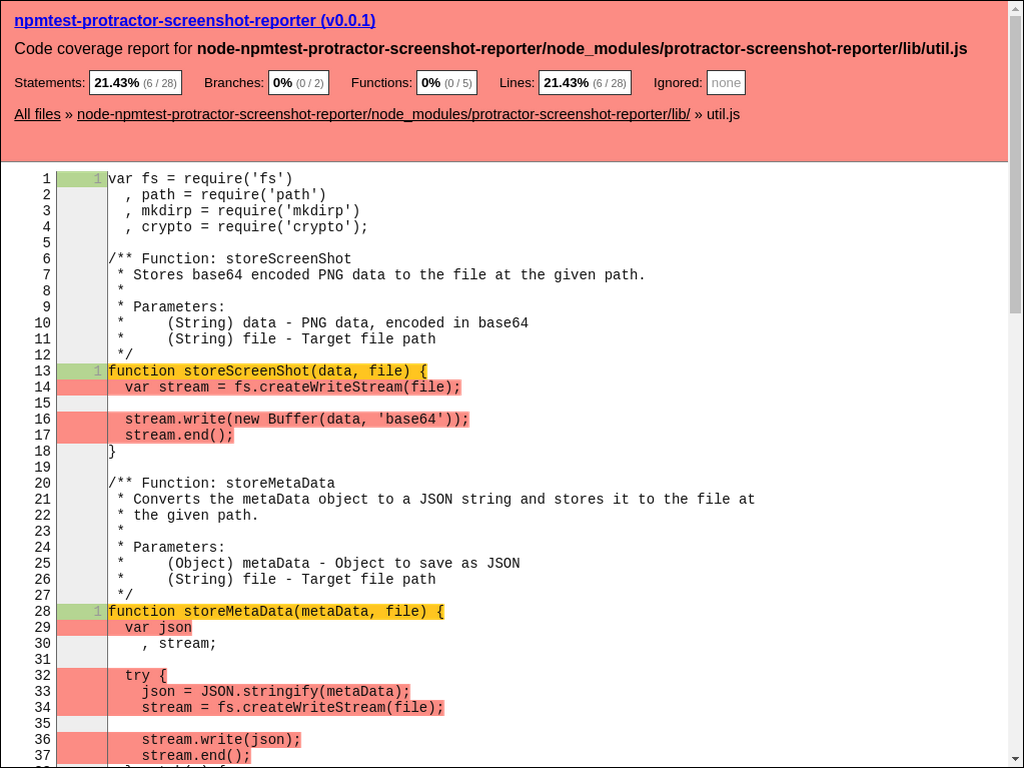 npmtest-protractor-screenshot-reporter (v0.0.1)
Code coverage report for node-npmtest-protractor-screenshot-reporter/node_modules/protractor-screenshot-reporter/lib/util.js
Statements: 21.43% (6 / 28) Branches: 0% (0 / 2) Functions: 0% (0 / 5) Lines: 21.43% (6 / 28) Ignored: none
All files » node-npmtest-protractor-screenshot-reporter/node_modules/protractor-screenshot-reporter/lib/ » util.js
1 1 var fs = require('fs')
2   , path = require('path')
3   , mkdirp = require('mkdirp')
4   , crypto = require('crypto');
5
6 /** Function: storeScreenShot
7  * Stores base64 encoded PNG data to the file at the given path.
8  *
9  * Parameters:
10  *     (String) data - PNG data, encoded in base64
11  *     (String) file - Target file path
12  */
13 1 function storeScreenShot(data, file) {
14   var stream = fs.createWriteStream(file);
15
16   stream.write(new Buffer(data, 'base64'));
17   stream.end();
18 }
19
20 /** Function: storeMetaData
21  * Converts the metaData object to a JSON string and stores it to the file at
22  * the given path.
23  *
24  * Parameters:
25  *     (Object) metaData - Object to save as JSON
26  *     (String) file - Target file path
27  */
28 1 function storeMetaData(metaData, file) {
29   var json
30     , stream;
31
32   try {
33     json = JSON.stringify(metaData);
34     stream = fs.createWriteStream(file);
35
36     stream.write(json);
37     stream.end();